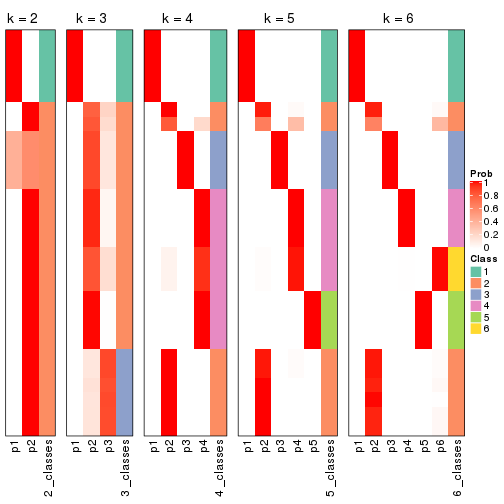 k = 2
k = 3
k = 4
k = 5
k = 6
Prob
1
0.8
0.6
0.4
0.2
0
Class
1
2
3
4
5
6
p1
p2
2_classes
p1
p2
p3
3_classes
p1
p2
p3
p4
4_classes
p1
p2
p3
p4
p5
5_classes
p1
p2
p3
p4
p5
p6
6_classes